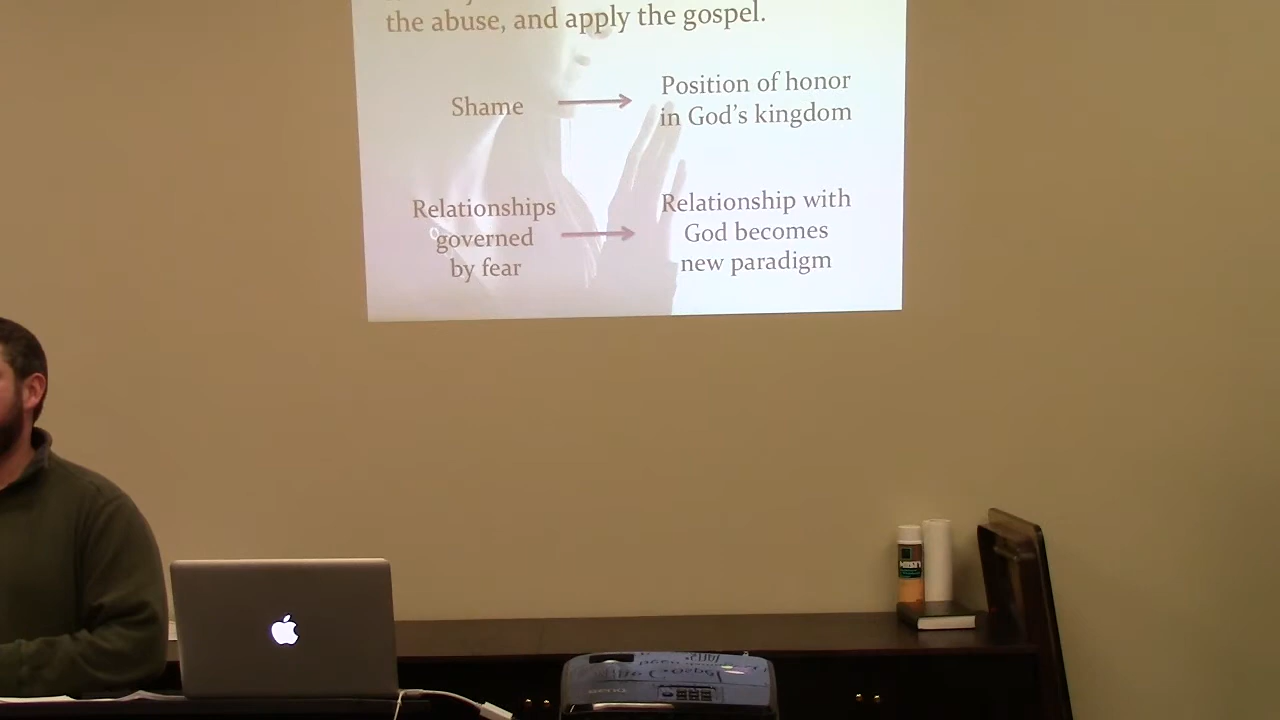 the abuse, and apply the gospel.
Shame
Position of honor
in God's kingdom
Relationships
governed
by fear
Relationship with
God becomes
new paradigm